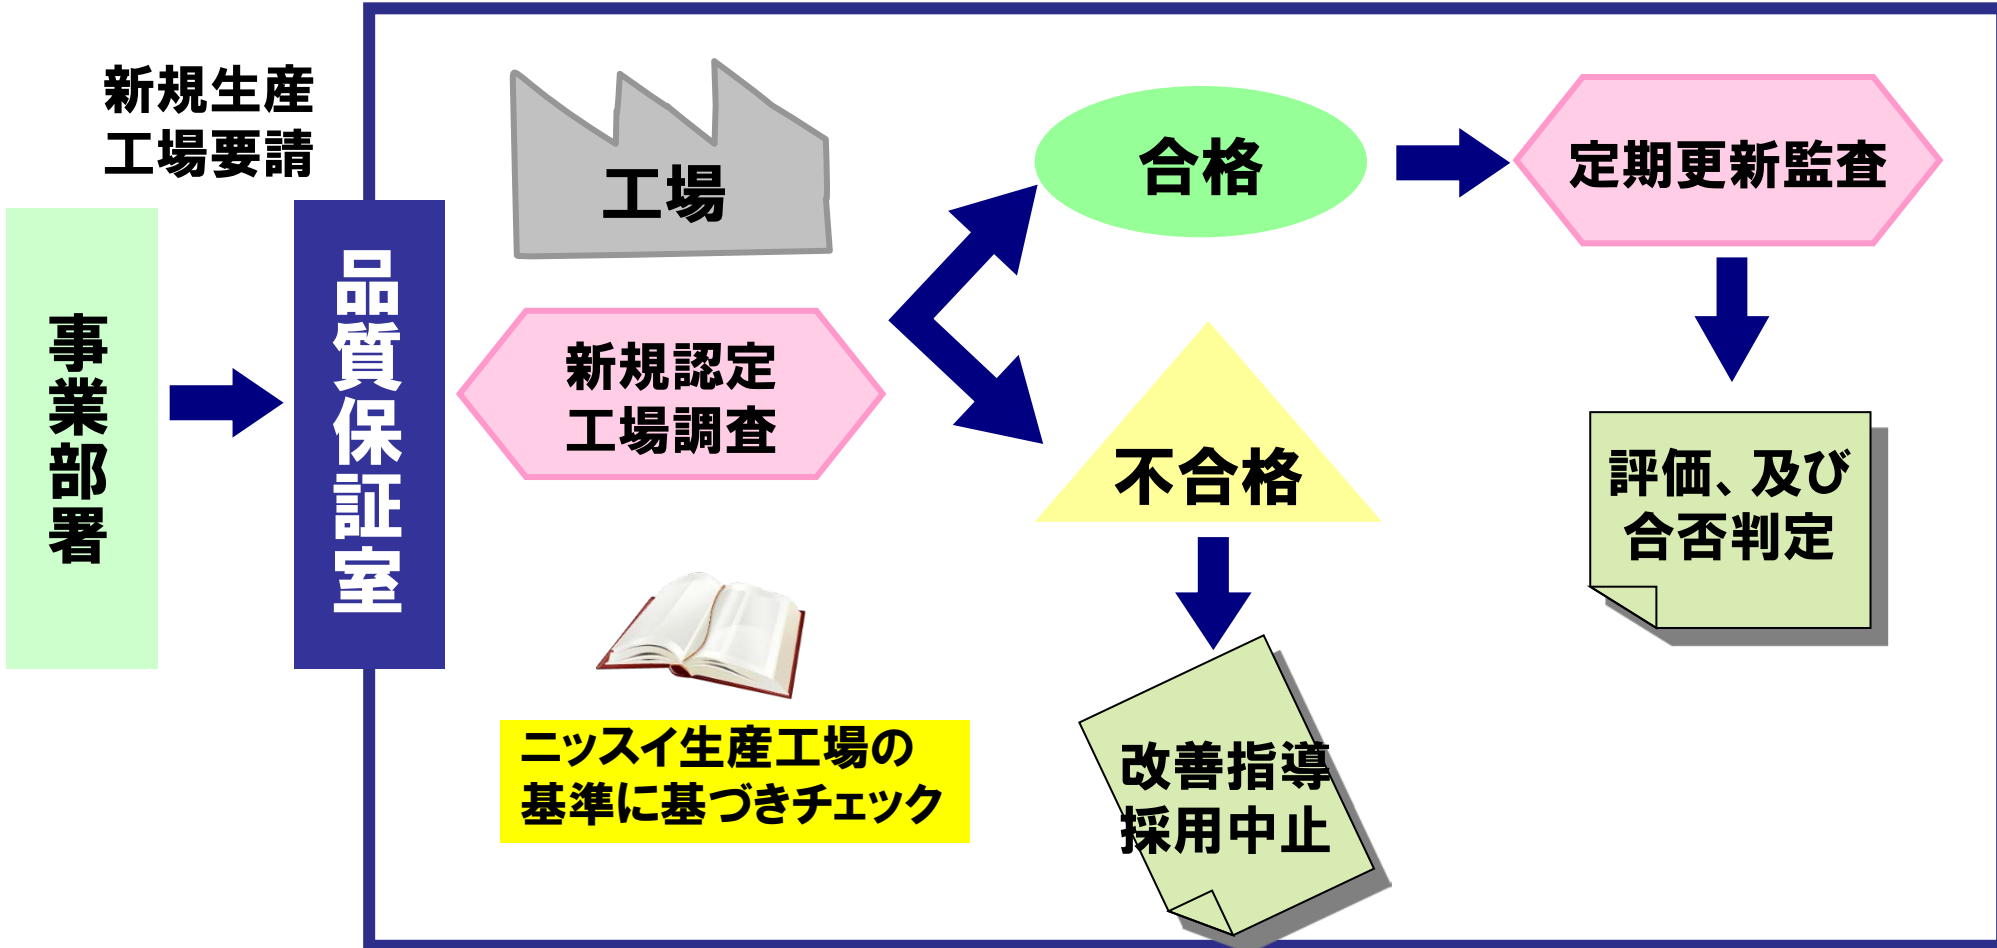 新規生産
工場要請
事業部署
品質保証室
工場
新規認定
工場調査
ニッスイ生産工場の
基準に基づきチェック
合格
不合格
改善指導
採用中止
定期更新監査
評価、及び
合否判定